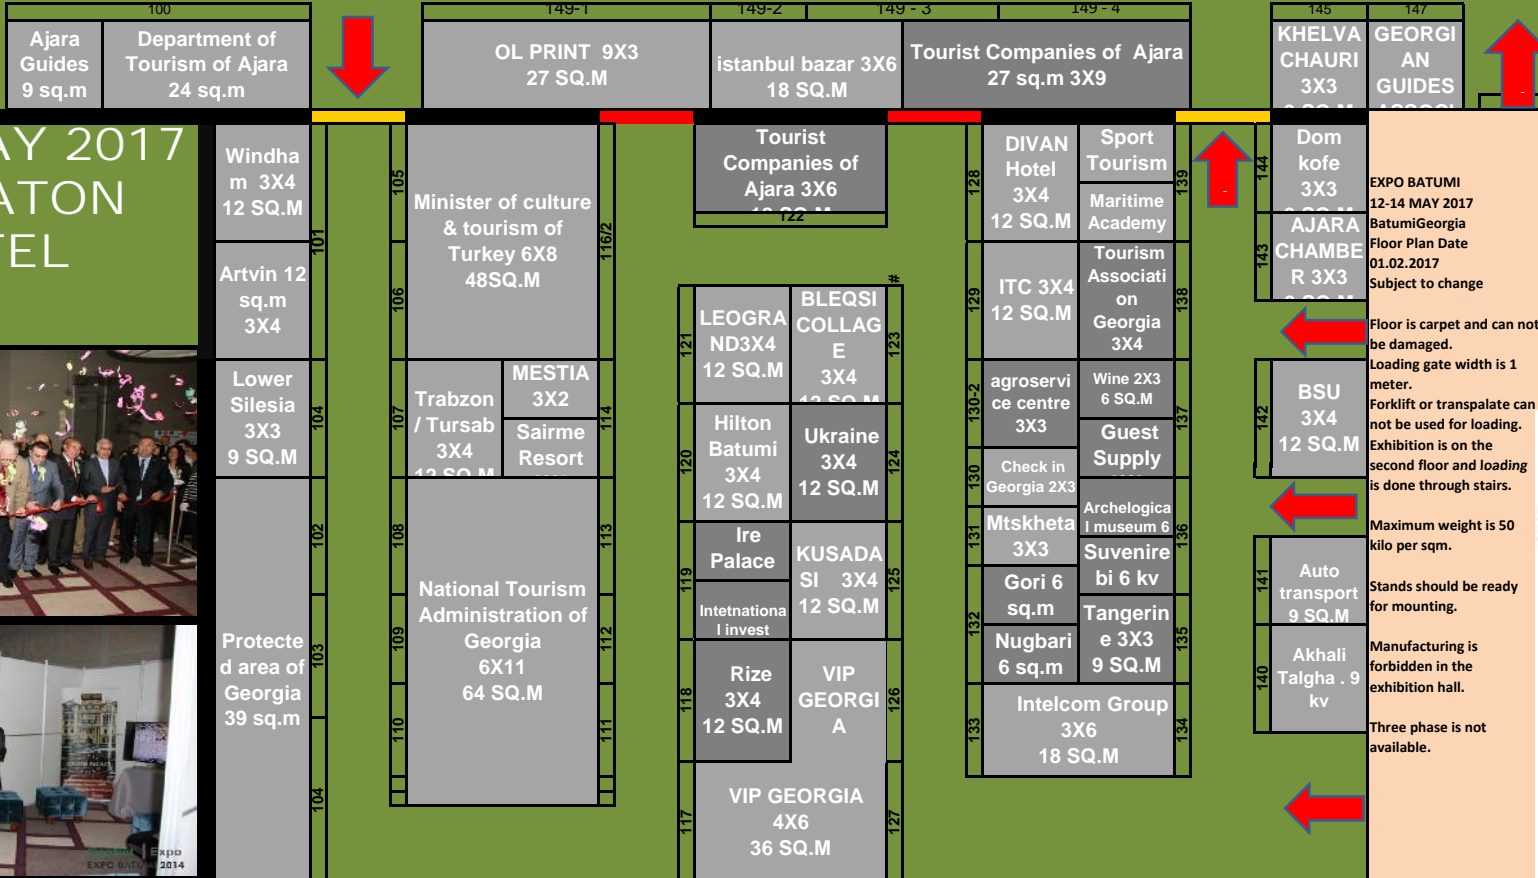 100
149-1
149-2
149 - 3
149 - 4
145
147
Ajara
Guides
9 sq.m
Department of
Tourism of Ajara
24 sq.m
OL PRINT 9X3
27 SQ.M
istanbul bazar 3X6
18 SQ.M
Tourist Companies of Ajara
27 sq.m 3X9
KHELVA
CHAURI
3X3
GEORGI
AN
GUIDES
AY 2017
ATON
TEL
Windha
m 3X4
12 SQ.M
101
Artvin 12
sq.m
3X4
Lower
Silesia
3X3
9 SQ.M
104
102
103
Protecte
d area of
Georgia
39 sq.m
104
105
106
107
108
109
110
Minister of culture
& tourism of
Turkey 6X8
48SQ.M
116/2
Trabzon
/ Tursab
3X4
12 SQ.M
MESTIA
3X2
Sairme
Resort
114
113
112
111
National Tourism
Administration of
Georgia
6X11
64 SQ.M
Tourist
Companies of
Ajara 3X6
122
#
121
LEOGRA
ND3X4
12 SQ.M
BLEQSI
COLLAG
E
3X4
12 SQ.M
123
120
Hilton
Batumi
3X4
12 SQ.M
Ukraine
3X4
12 SQ.M
124
119
Ire
Palace
Intetnationa
l invest
KUSADA
SI 3X4
12 SQ.M
125
118
Rize
3X4
12 SQ.M
VIP
GEORGI
A
126
117
VIP GEORGIA
4X6
36 SQ.M
127
128
DIVAN
Hotel
3X4
12 SQ.M
Sport
Tourism
Maritime
Academy
139
129
ITC 3X4
12 SQ.M
Tourism
Associati
on
Georgia
3X4
138
130-2
agroservi
ce centre
3X3
Wine 2X3
6 SQ.M
Guest
Supply
137
130
Check in
Georgia 2X3
131
Mtskheta
3X3
Archelogica
l museum 6
Suvenire
bi 6 kv
136
132
Gori 6
sq.m
Nugbari
6 sq.m
Tangerin
e 3X3
9 SQ.M
135
133
Intelcom Group
3X6
18 SQ.M
134
144
Dom
kofe
3X3
143
AJARA
CHAMBE
R 3X3
142
BSU
3X4
12 SQ.M
141
Auto
transport
9 SQ.M
140
Akhali
Talgha . 9
kv
EXPO BATUMI
12-14 MAY 2017
BatumiGeorgia
Floor Plan Date
01.02.2017
Subject to change
Floor is carpet and can not
be damaged.
Loading gate width is 1
meter.
Forklift or transpalate can
not be used for loading.
Exhibition is on the
second floor and loading
is done through stairs.
Maximum weight is 50
kilo per sqm.
Stands should be ready
for mounting.
Manufacturing is
forbidden in the
exhibition hall.
Three phase is not
available.
Expo
EXPO BATUMI 2014